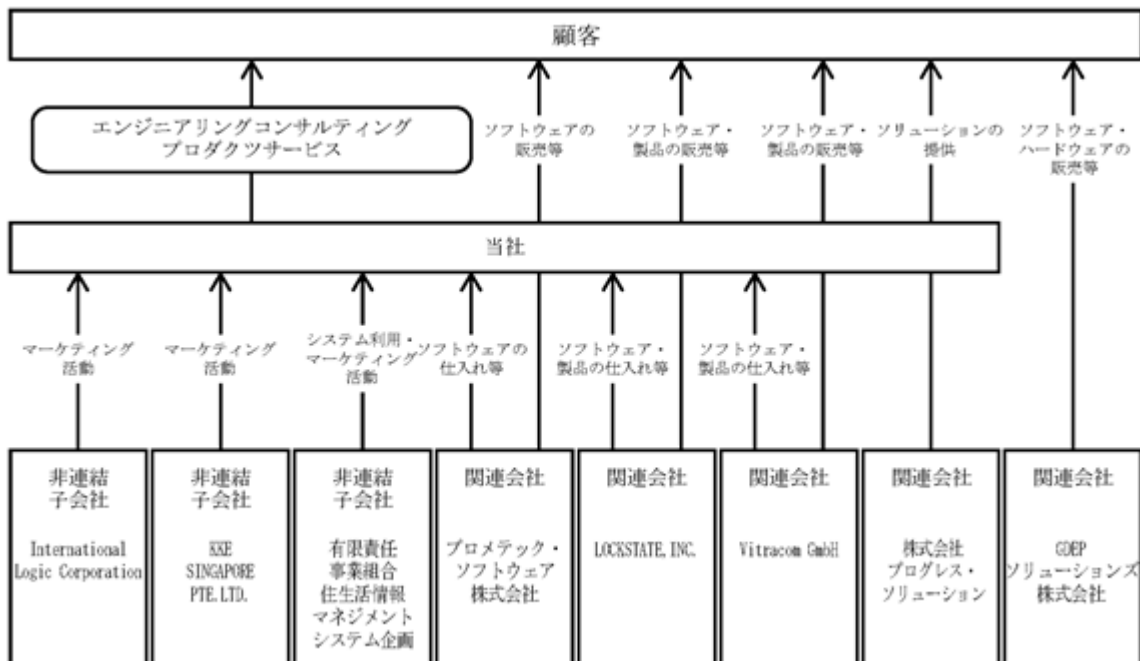 顧客
エンジニアリングコンサルティング
プロダクツサービス
ソフトウェアの
販売等
ソフトウェア・
製品の販売等
ソフトウェア・
製品の販売等
ソリューションの
提供
ソフトウェア・
ハードウェアの
販売等
当社
マーケティング
活動
マーケティング
活動
システム利用・
マーケティング
活動
ソフトウェアの
仕入れ等
ソフトウェア・
製品の仕入れ等
ソフトウェア・
製品の仕入れ等
非連結
子会社
International
Logic Corporation
非連結
子会社
KKE
SINGAPORE
PTE.LTD.
非連結
子会社
有限責任
事業組合
住生活情報
マネジメント
システム企画
関連会社
プロメテック・
ソフトウェア
株式会社
関連会社
LOCKSTATE,INC.
関連会社
Vitracom GmbH
関連会社
株式会社
プログレス・
ソリューション
関連会社
GDEP
ソリューションズ
株式会社